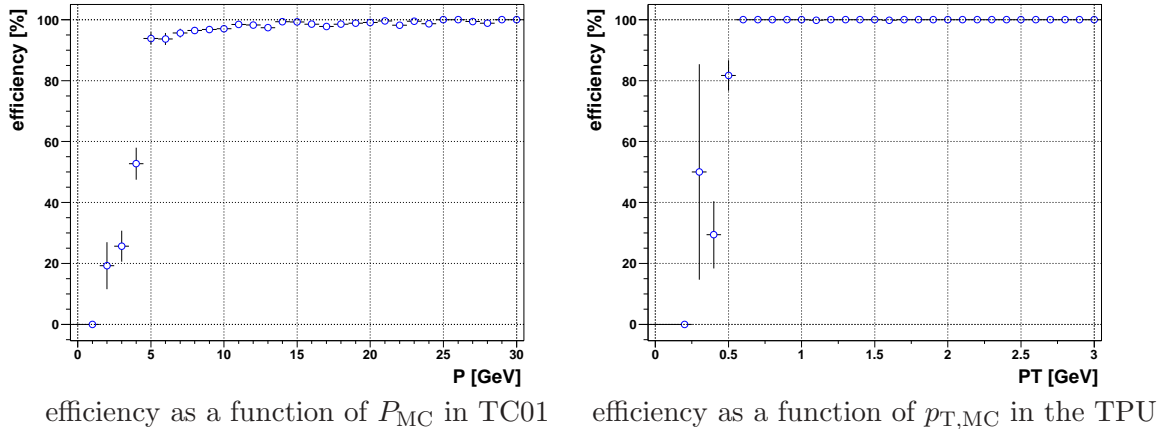 efficiency [%]
100
80
60
40
20
0
0 5 10 15 20 25 30
P [GeV]
efficiency as a function of P_MC in TC01
efficiency [%]
100
80
60
40
20
0
0 0.5 1 1.5 2 2.5 3
PT [GeV]
efficiency as a function of p_T,MC in the TPU